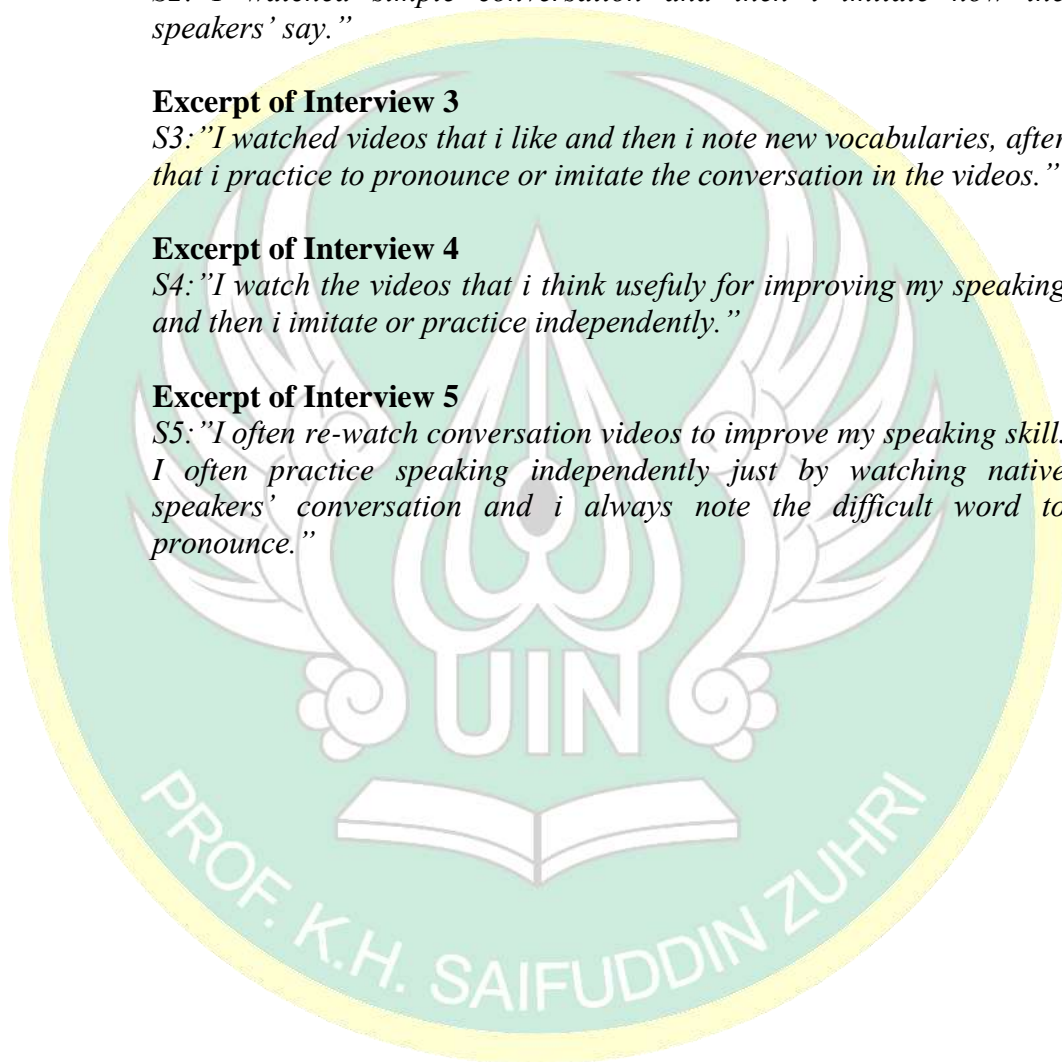 speakers' say."
Excerpt of Interview 3
S3:"I watched videos that i like and then i note new vocabularies, after
that i practice to pronounce or imitate the conversation in the videos."
Excerpt of Interview 4
S4:"I watch the videos that i think usefuly for improving my speaking
and then i imitate or practice independently."
Excerpt of Interview 5
S5:"I often re-watch conversation videos to improve my speaking skill.
I often practice speaking independently just by watching native
speakers' conversation and i always note the difficult word to
pronounce."
UIN
PROF. K.H. SAIFUDDIN ZUHRI